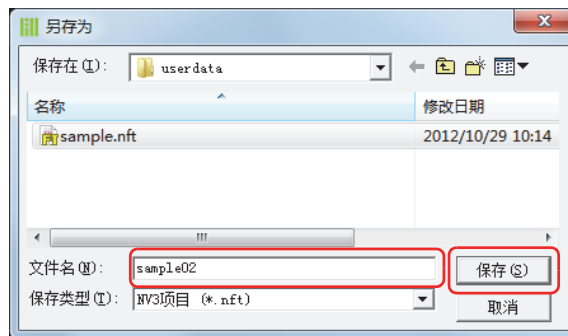 另存为
保存在(I): userdata
名称 修改日期
sample.nft 2012/10/29 10:14
文件名(N): sample02 保存(S)
保存类型(T): NV3项目 (*.nft) 取消